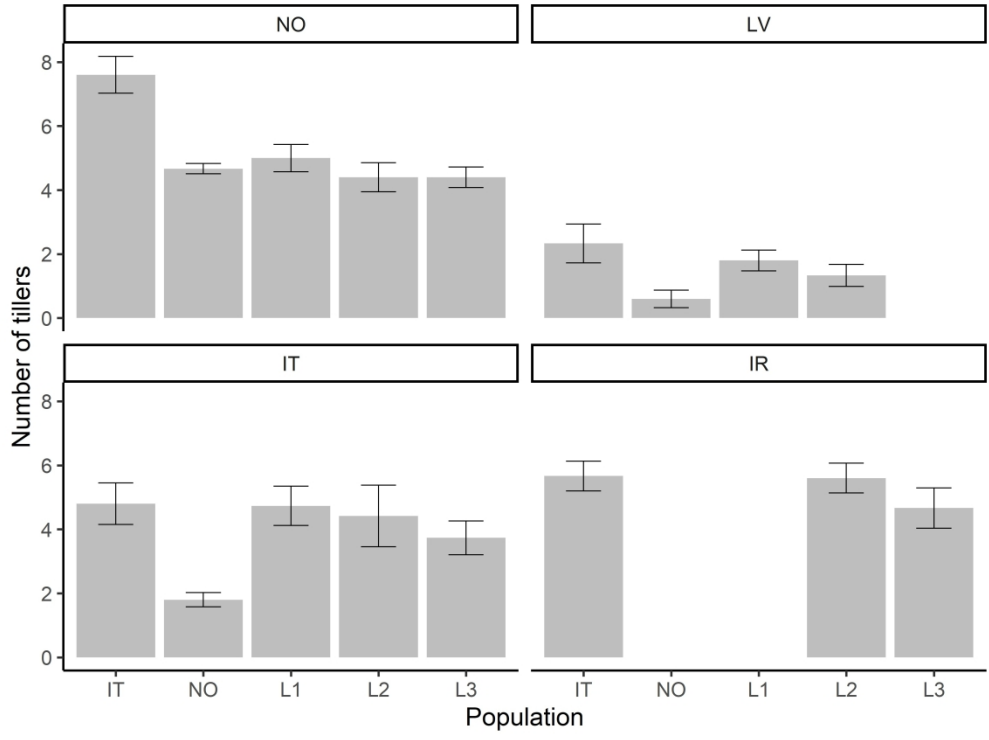 NO LV
8
6
4
2
0
Number of tillers
IT IR
8
6
4
2
0
IT NO L1 L2 L3 IT NO L1 L2 L3
Population